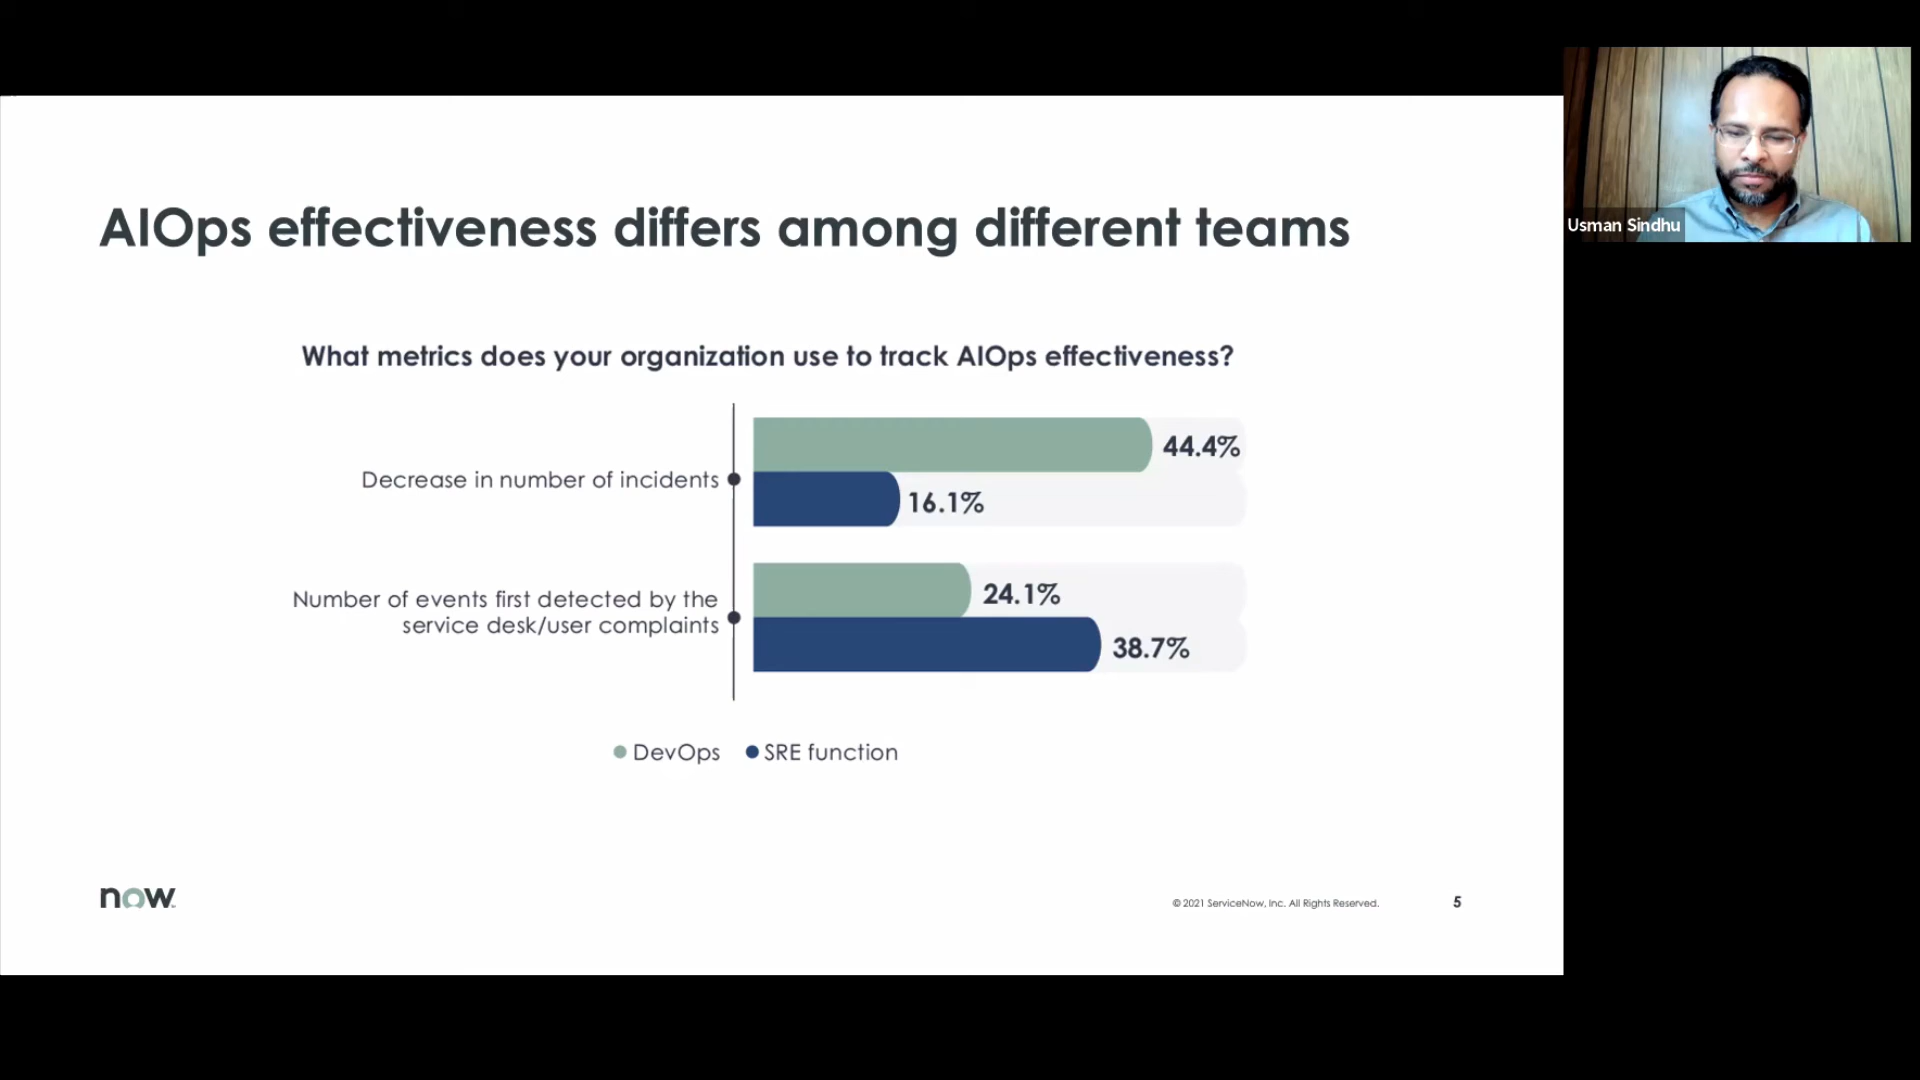 AIOps effectiveness differs among different teams
What metrics does your organization use to track AIOps effectiveness?
Decrease in number of incidents
44.4%
16.1%
Number of events first detected by the
service desk/user complaints
24.1%
38.7%
DevOps
SRE function
now
© 2021 ServiceNow, Inc. All Rights Reserved.
5
Usman Sindhu